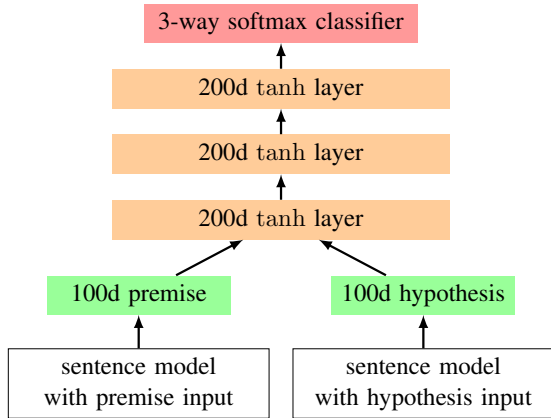 3-way softmax classifier
200d tanh layer
200d tanh layer
200d tanh layer
100d premise
100d hypothesis
sentence model
with premise input
sentence model
with hypothesis input